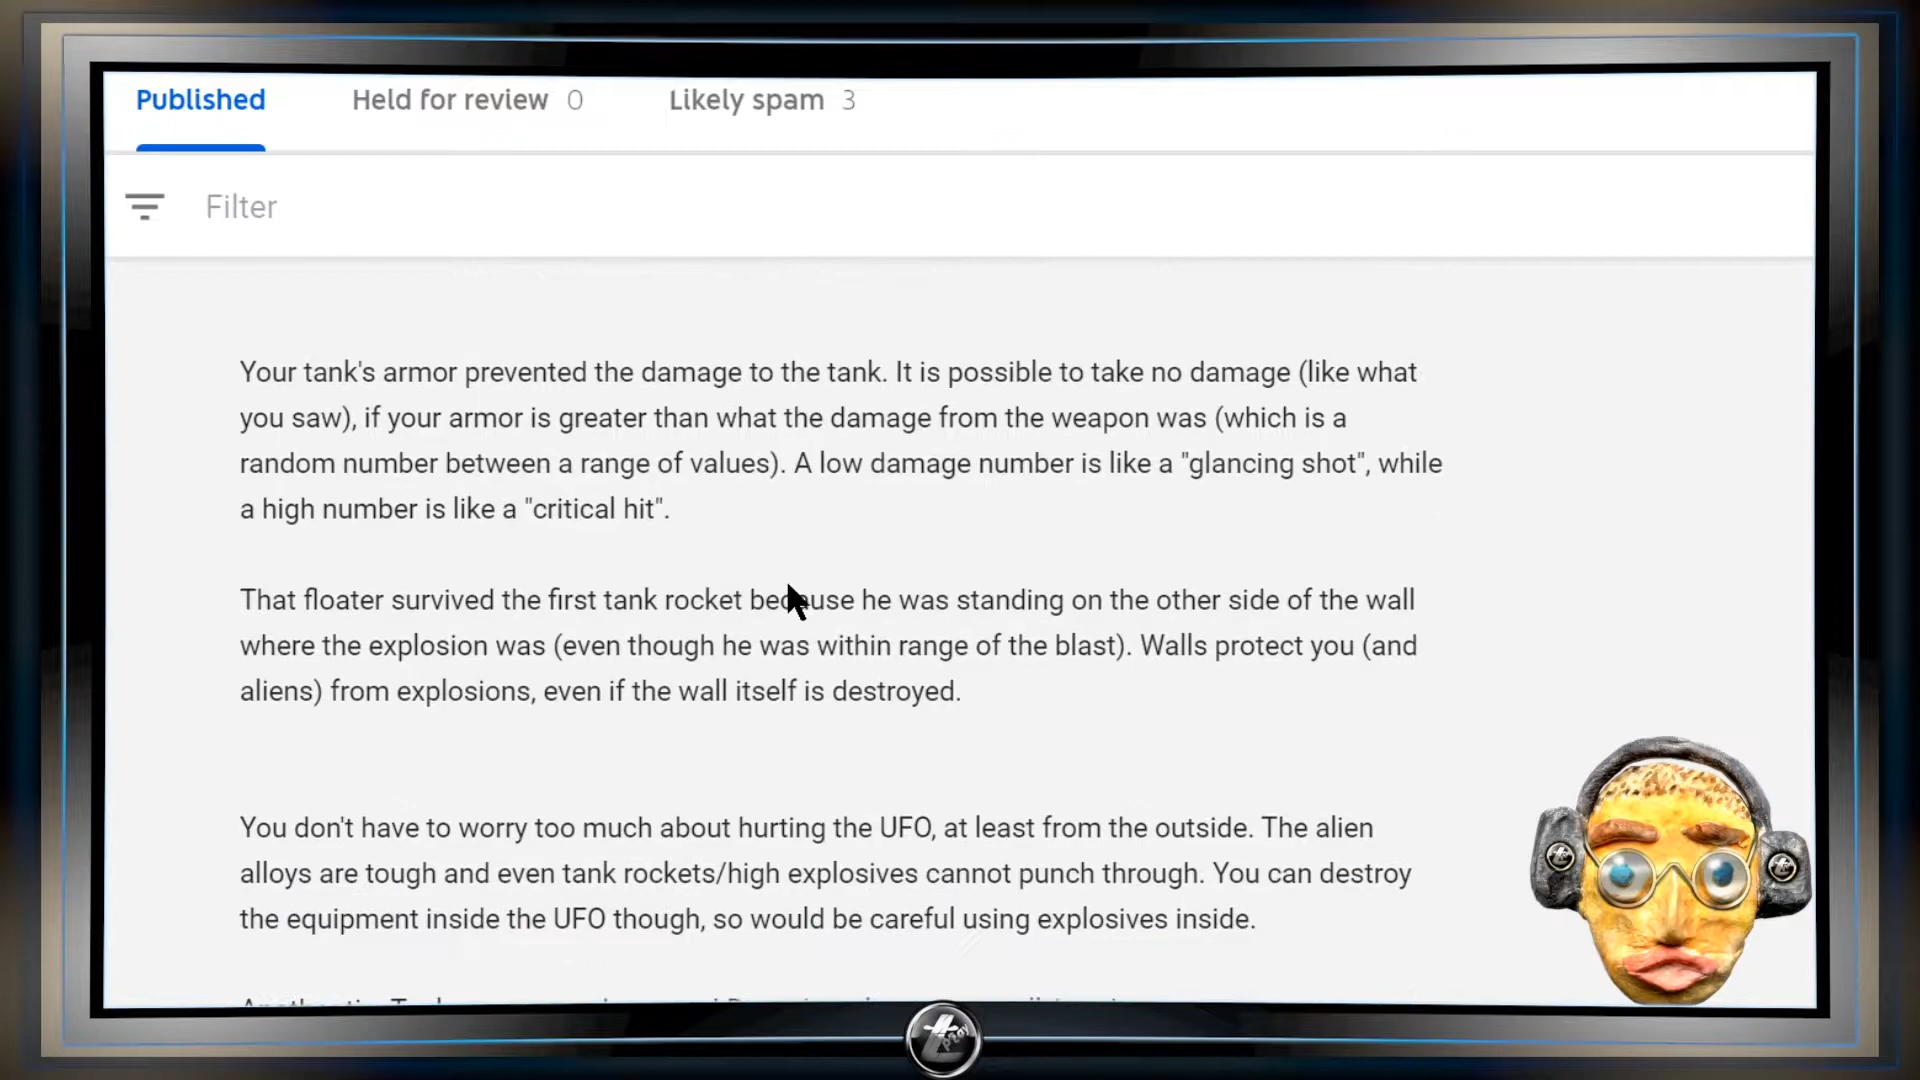 Published Held for review 0 Likely spam 3
Filter
Your tank's armor prevented the damage to the tank. It is possible to take no damage (like what
you saw), if your armor is greater than what the damage from the weapon was (which is a
random number between a range of values). A low damage number is like a "glancing shot", while
a high number is like a "critical hit".
That floater survived the first tank rocket because he was standing on the other side of the wall
where the explosion was (even though he was within range of the blast). Walls protect you (and
aliens) from explosions, even if the wall itself is destroyed.
You don't have to worry too much about hurting the UFO, at least from the outside. The alien
alloys are tough and even tank rockets/high explosives cannot punch through. You can destroy
the equipment inside the UFO though, so would be careful using explosives inside.